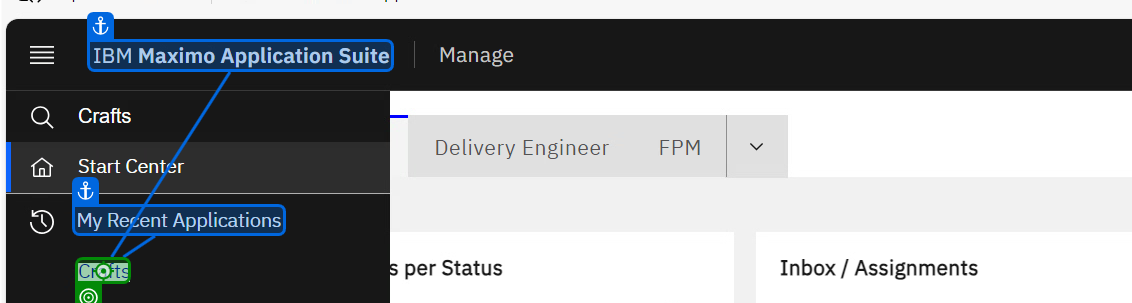 IBM Maximo Application Suite
Manage
Crafts
Delivery Engineer FPM
Start Center
My Recent Applications
Crafts
s per Status
Inbox / Assignments